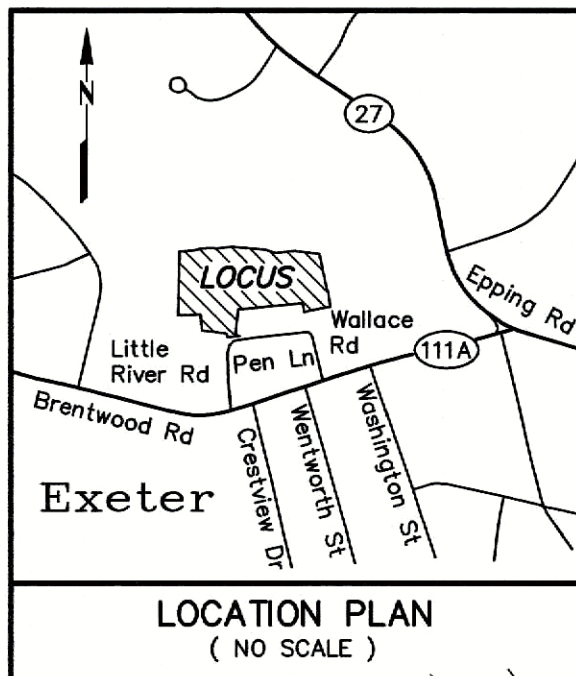 N
27
LOCUS
Epping Rd
Wallace
Rd
111A
Little
River Rd
Pen Ln
Brentwood Rd
Crestview Dr
Wentworth St
Washington St
Exeter
LOCATION PLAN
( NO SCALE )